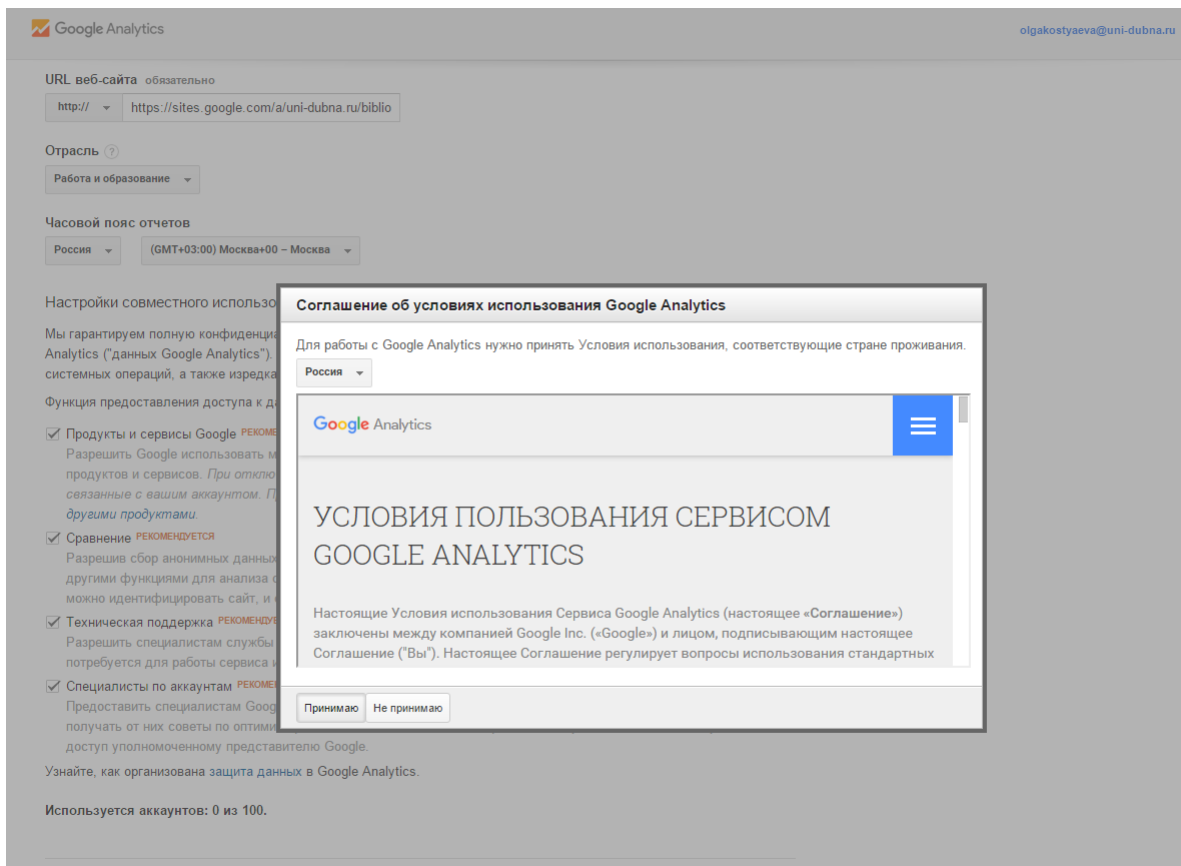 Google Analytics
olgakostyaeva@uni-dubna.ru
URL веб-сайта обязательно
http:// https://sites.google.com/a/uni-dubna.ru/biblio
Отрасль ?
Работа и образование
Часовой пояс отчетов
Россия (GMT+03:00) Москва+00 – Москва
Настройки совместного использо
Мы гарантируем полную конфиденциа
Analytics ("данных Google Analytics").
системных операций, а также изредка
Функция предоставления доступа к да
Продукты и сервисы Google РЕКОМЕ
Разрешить Google использовать м
продуктов и сервисов. При отклю
связанные с вашим аккаунтом. П
другими продуктами.
Сравнение РЕКОМЕНДУЕТСЯ
Разрешив сбор анонимных данных
другими функциями для анализа
можно идентифицировать сайт, и
Техническая поддержка РЕКОМЕНДУЕ
Разрешить специалистам службы
потребуется для работы сервиса и
Специалисты по аккаунтам РЕКОМЕ
Предоставить специалистам Goog
получать от них советы по оптими
доступ уполномоченному представителю Google.
Узнайте, как организована защита данных в Google Analytics.
Используется аккаунтов: 0 из 100.
Соглашение об условиях использования Google Analytics
Для работы с Google Analytics нужно принять Условия использования, соответствующие стране проживания.
Россия
Google Analytics
УСЛОВИЯ ПОЛЬЗОВАНИЯ СЕРВИСОМ
GOOGLE ANALYTICS
Настоящие Условия использования Сервиса Google Analytics (настоящее «Соглашение»)
заключены между компанией Google Inc. («Google») и лицом, подписывающим настоящее
Соглашение ("Вы"). Настоящее Соглашение регулирует вопросы использования стандартных
Принимаю Не принимаю